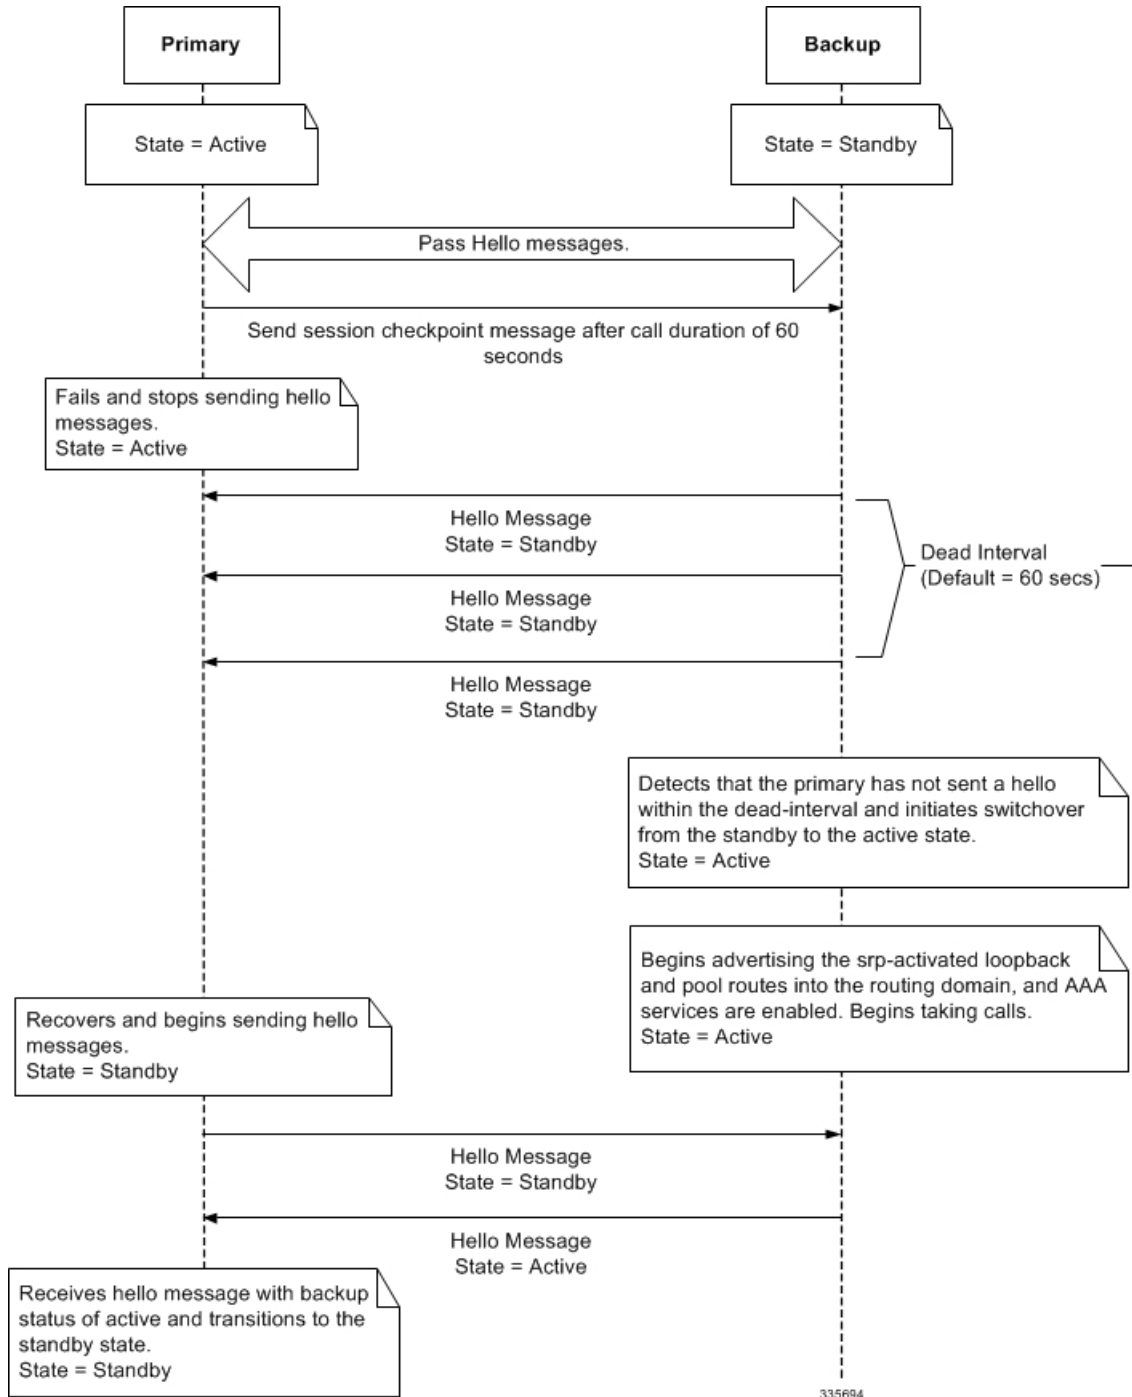 Primary
Backup
State = Active
State = Standby
Pass Hello messages.
Send session checkpoint message after call duration of 60
seconds
Fails and stops sending hello
messages.
State = Active
Hello Message
State = Standby
Dead Interval
(Default = 60 secs)
Hello Message
State = Standby
Hello Message
State = Standby
Detects that the primary has not sent a hello
within the dead-interval and initiates switchover
from the standby to the active state.
State = Active
Begins advertising the srp-activated loopback
and pool routes into the routing domain, and AAA
services are enabled. Begins taking calls.
State = Active
Recovers and begins sending hello
messages.
State = Standby
Hello Message
State = Standby
Hello Message
State = Active
Receives hello message with backup
status of active and transitions to the
standby state.
State = Standby
335694